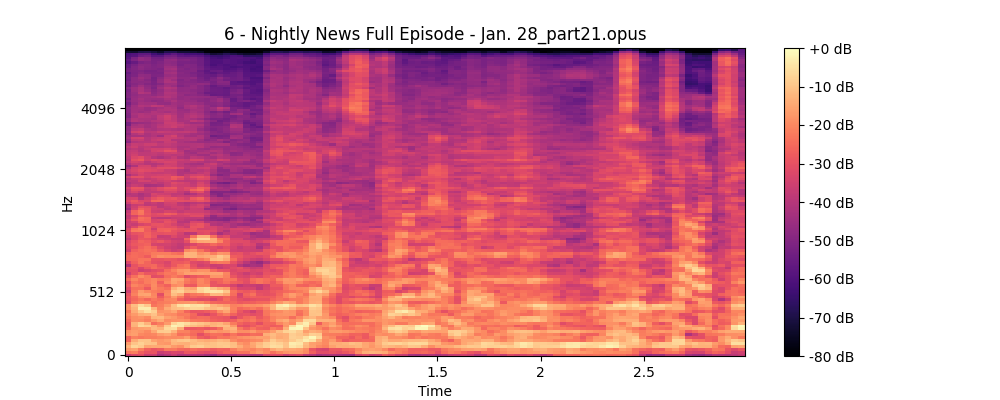 6 - Nightly News Full Episode - Jan. 28_part21.opus
Hz
4096
2048
1024
512
0
0
0.5
1
1.5
2
2.5
Time
+0 dB
-10 dB
-20 dB
-30 dB
-40 dB
-50 dB
-60 dB
-70 dB
-80 dB